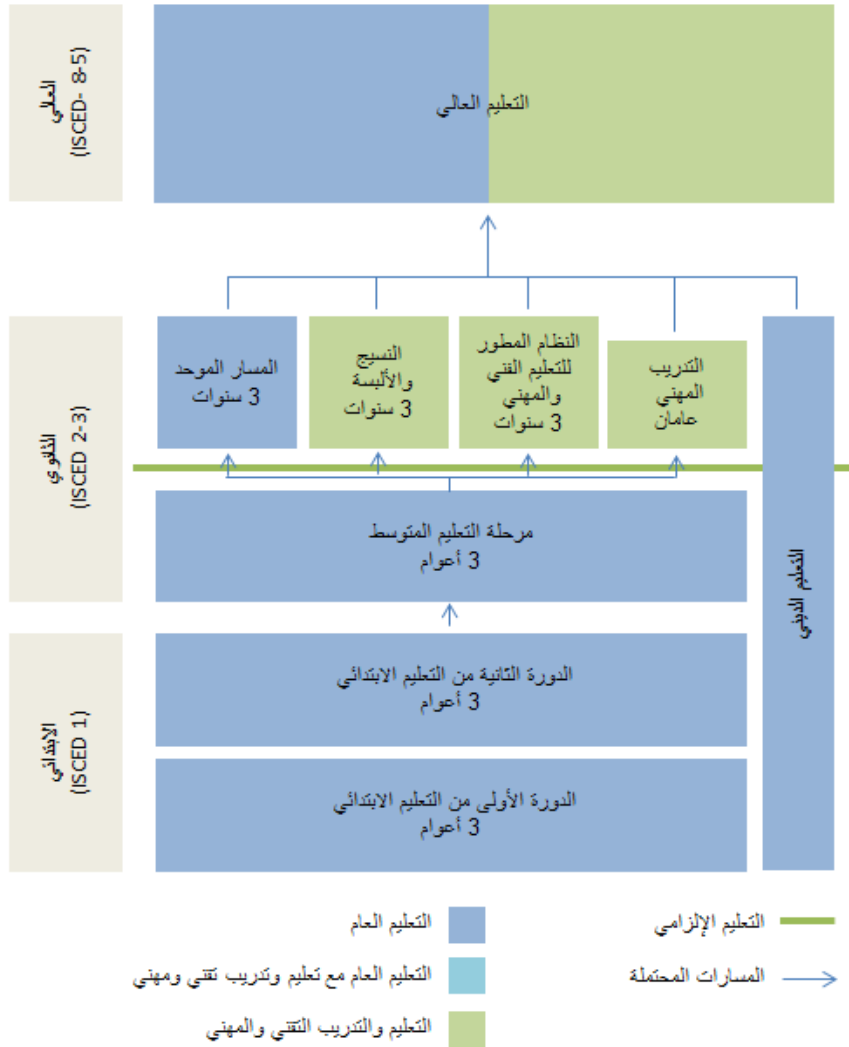 العالي
(ISCED- 8-5)
التعليم العالي
الثانوي
(ISCED 2-3)
المسار الموحد
3 سنوات
النسيج
والألبسة
3 سنوات
النظام المطور
للتعليم الفني
والمهني
3 سنوات
التدريب
المهني
عامان
مرحلة التعليم المتوسط
3 أعوام
التعليم الديني
الابتدائي
(ISCED 1)
الدورة الثانية من التعليم الابتدائي
3 أعوام
الدورة الأولى من التعليم الابتدائي
3 أعوام
التعليم الإلزامي
المسارات المحتملة
التعليم العام
التعليم العام مع تعليم وتدريب تقني ومهني
التعليم والتدريب التقني والمهني